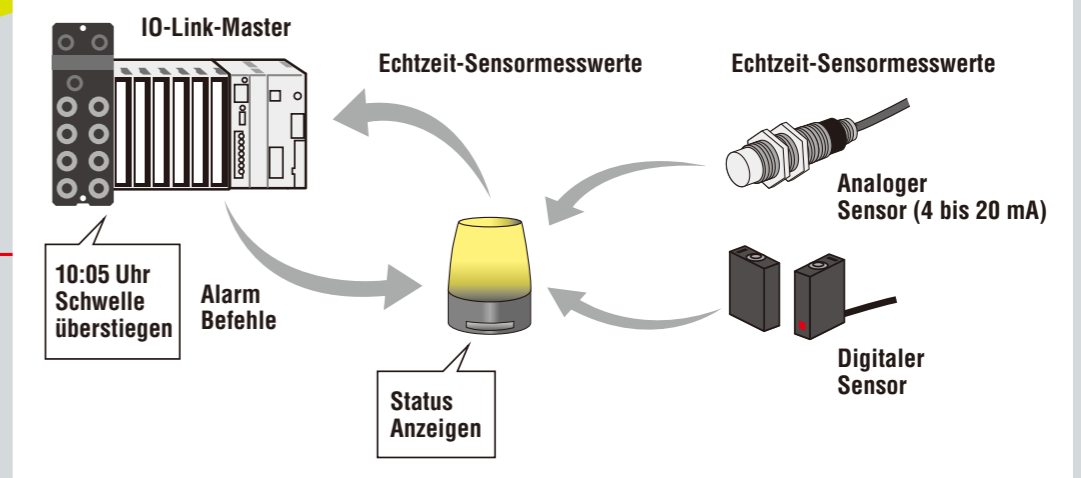 IO-Link-Master
Echtzeit-Sensormesswerte
Echtzeit-Sensormesswerte
Analoger
Sensor (4 bis 20 mA)
10:05 Uhr
Schwelle
überstiegen
Alarm
Befehle
Digitaler
Sensor
Status
Anzeigen